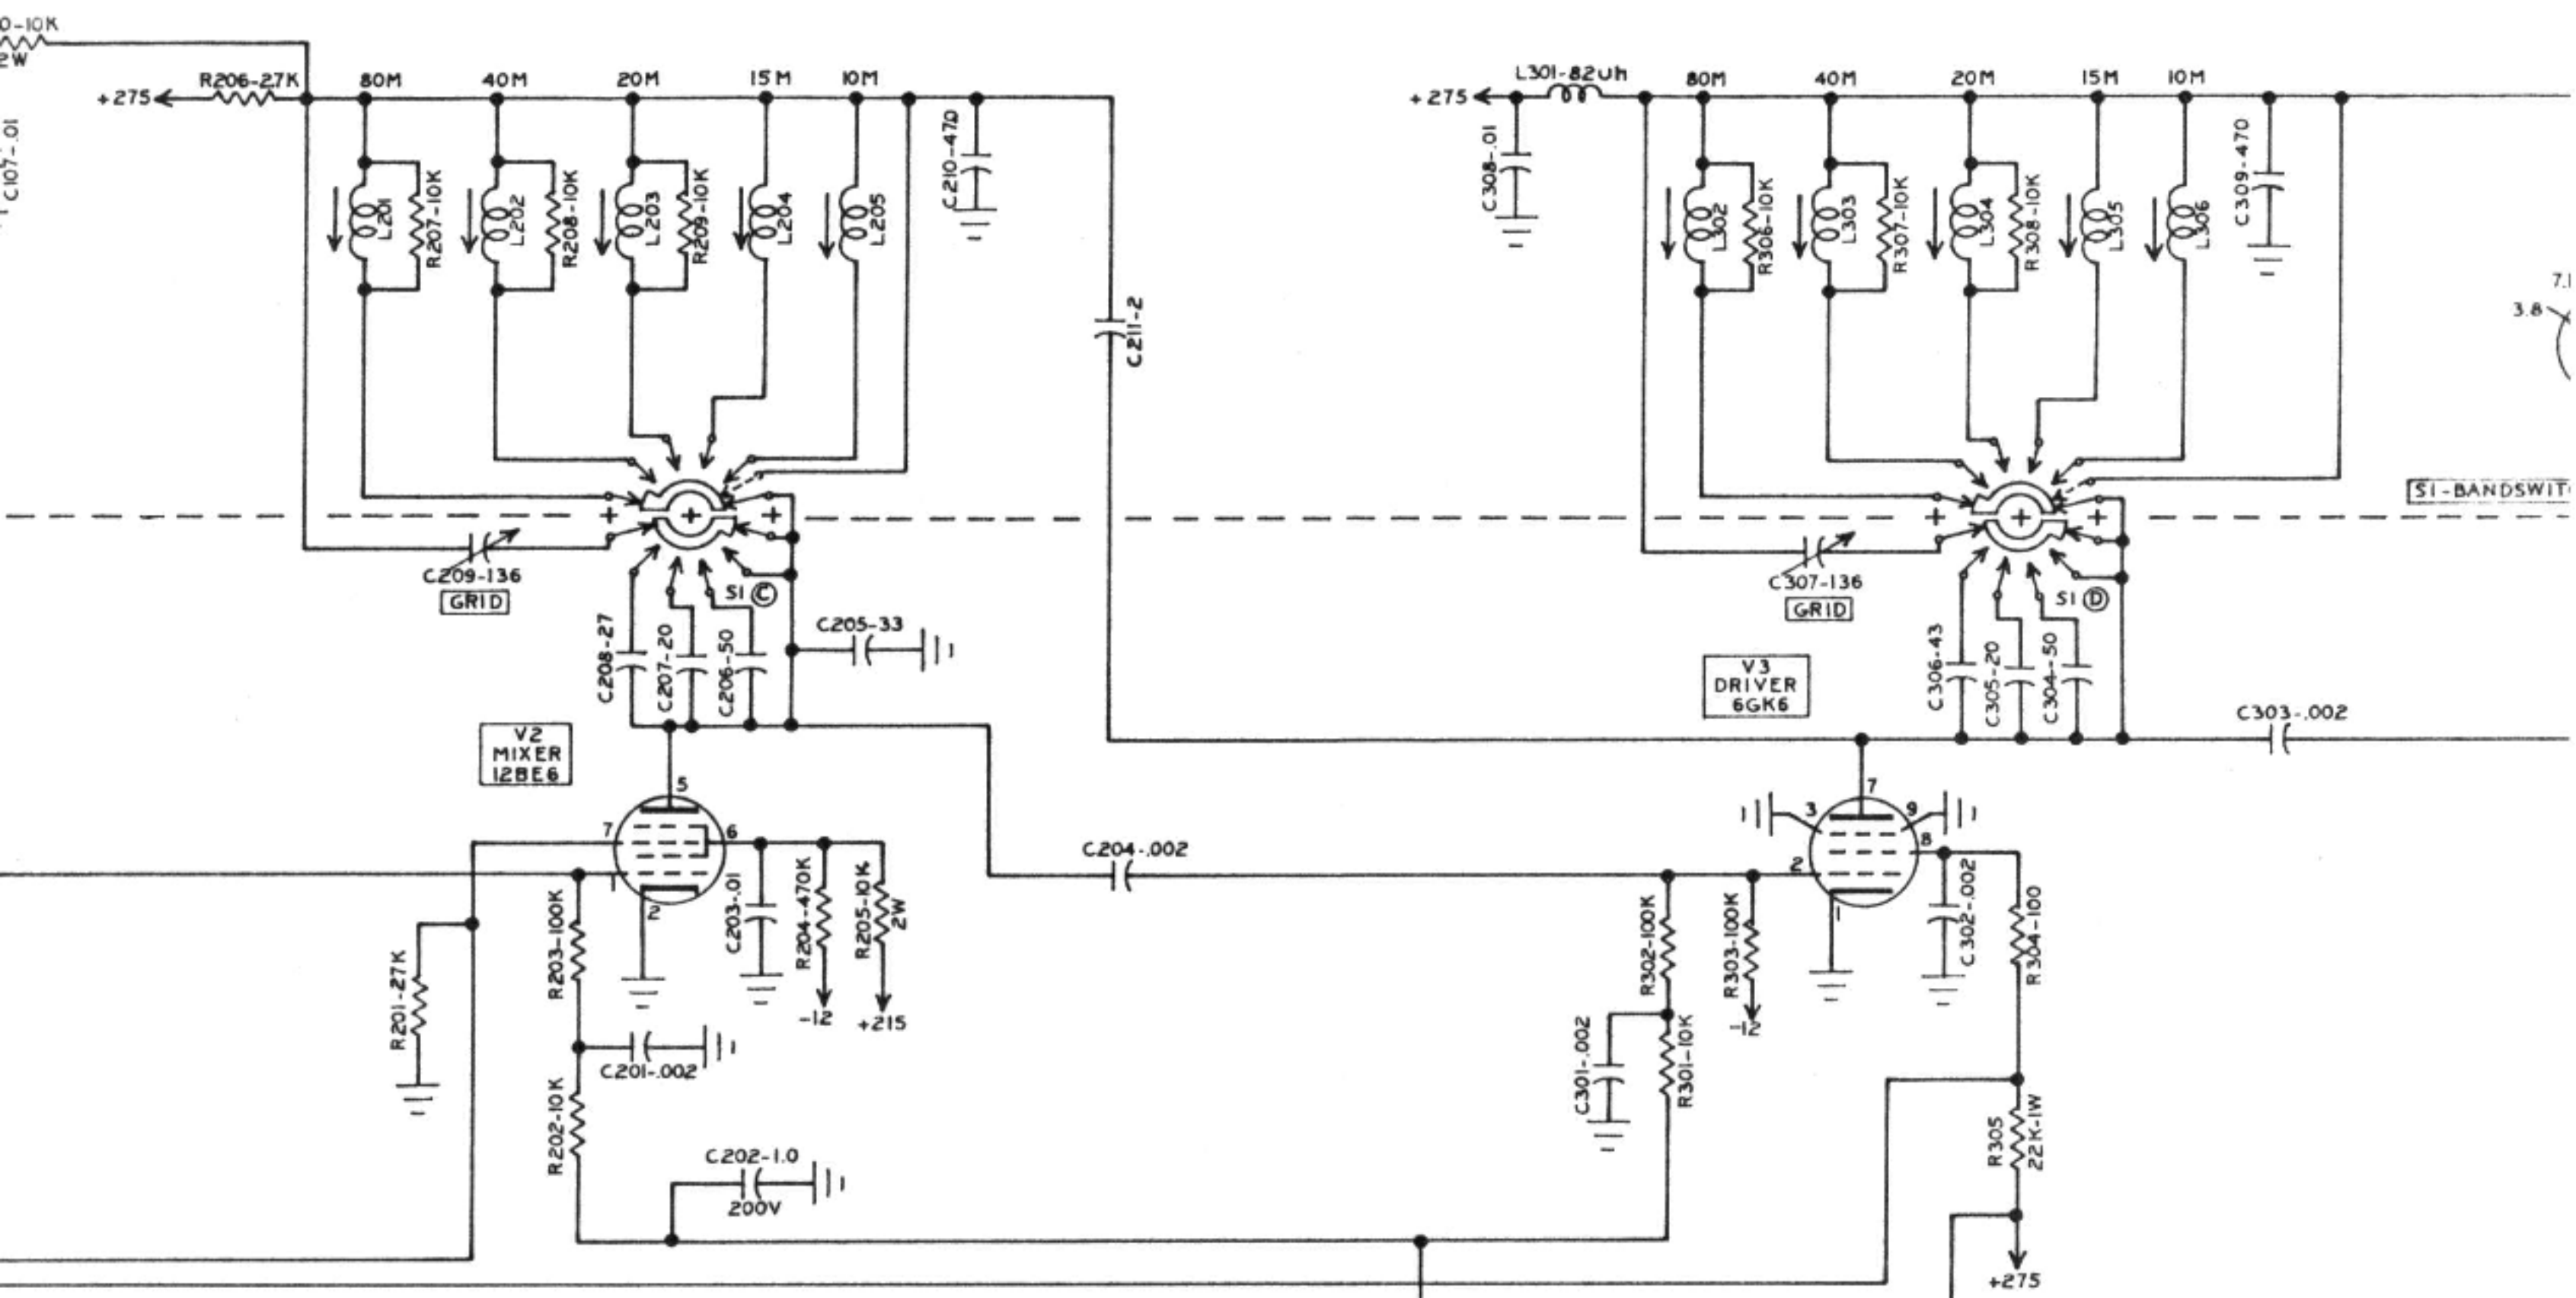 0-10K
2W
C107-.01
+275
R206-2.7K
80M
40M
20M
15M
10M
L201
R207-10K
L202
R208-10K
L203
R209-10K
L204
L205
C210-470
C211-2
+275
L301-82Uh
80M
40M
20M
15M
10M
C308-.01
L302
R306-10K
L303
R307-10K
L304
R308-10K
L305
L306
C309-470
3.8
S1-BANDSWIT
C209-136
GRID
S1 C
C208-27
C207-20
C206-50
C205-33
C307-136
GRID
S1 D
C306-43
C305-20
C304-50
C303-.002
V2
MIXER
12BE6
V3
DRIVER
6GK6
5
7
6
1
2
C203-.01
R204-470K
R205-10K
2W
-12
+215
R203-100K
R201-27K
C201-.002
R202-10K
C202-1.0
200V
C204-.002
7
3
9
8
2
1
R302-100K
R303-100K
-12
C302-.002
R304-100
C301-.002
R301-10K
R305
22K-1W
+275